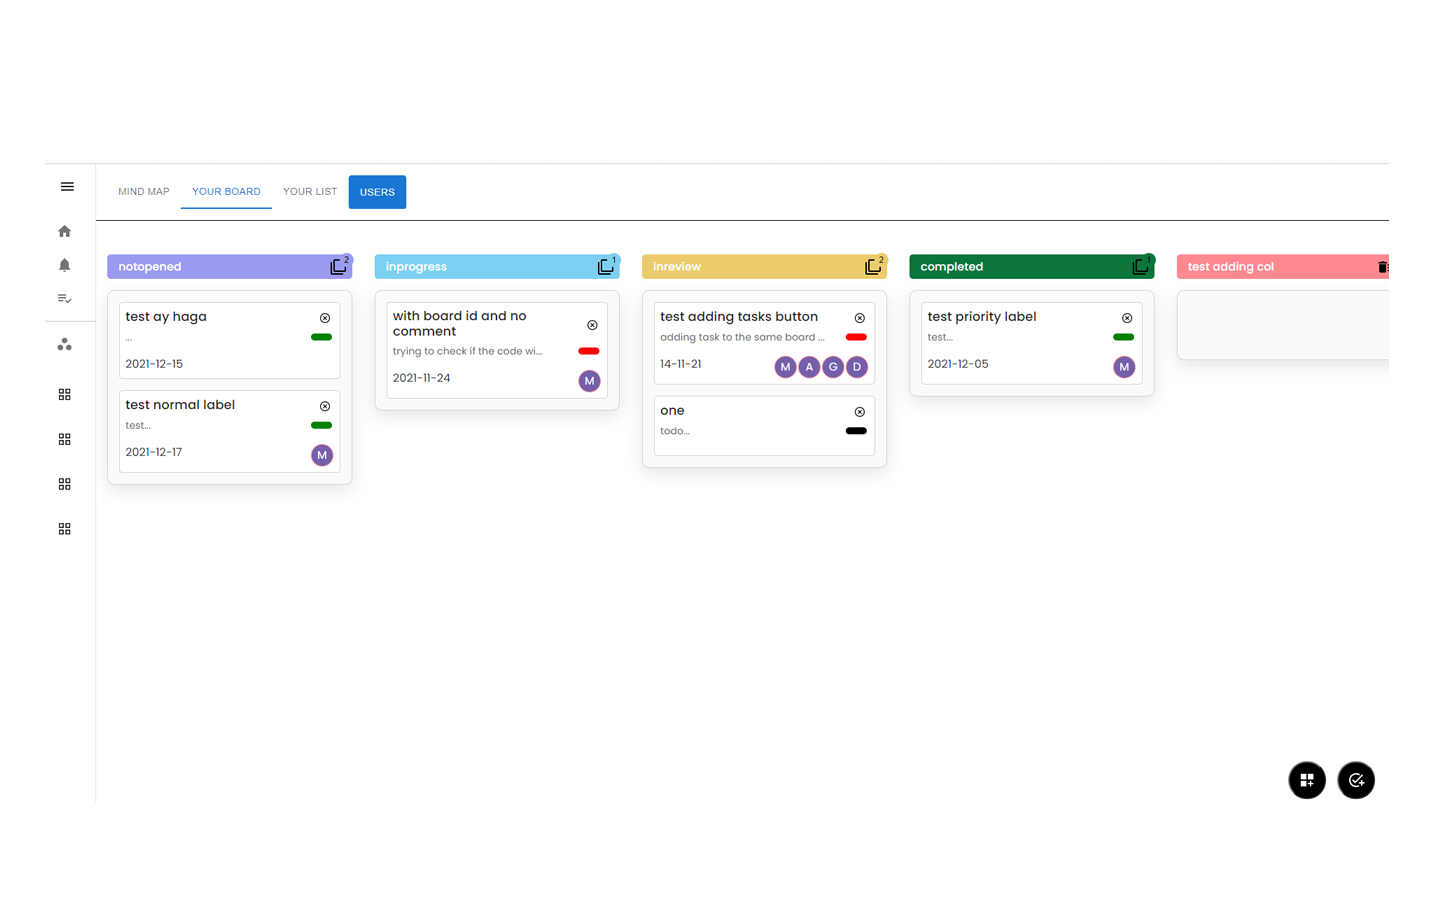 MIND MAP
YOUR BOARD
YOUR LIST
USERS
notopened
2
test ay haga
...
2021-12-15
test normal label
test...
2021-12-17
M
inprogress
1
with board id and no
comment
trying to check if the code wi...
2021-11-24
M
inreview
2
test adding tasks button
adding task to the same board ...
14-11-21
M A G D
one
todo...
completed
1
test priority label
test...
2021-12-05
M
test adding col